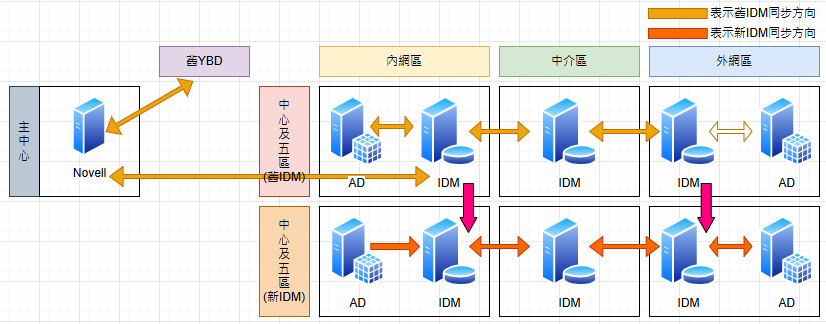 表示舊IDM同步方向
表示新IDM同步方向
舊YBD
內網區
中介區
外網區
主中心
Novell
中心及五區
(舊IDM)
AD
IDM
IDM
IDM
AD
中心及五區
(新IDM)
AD
IDM
IDM
IDM
AD